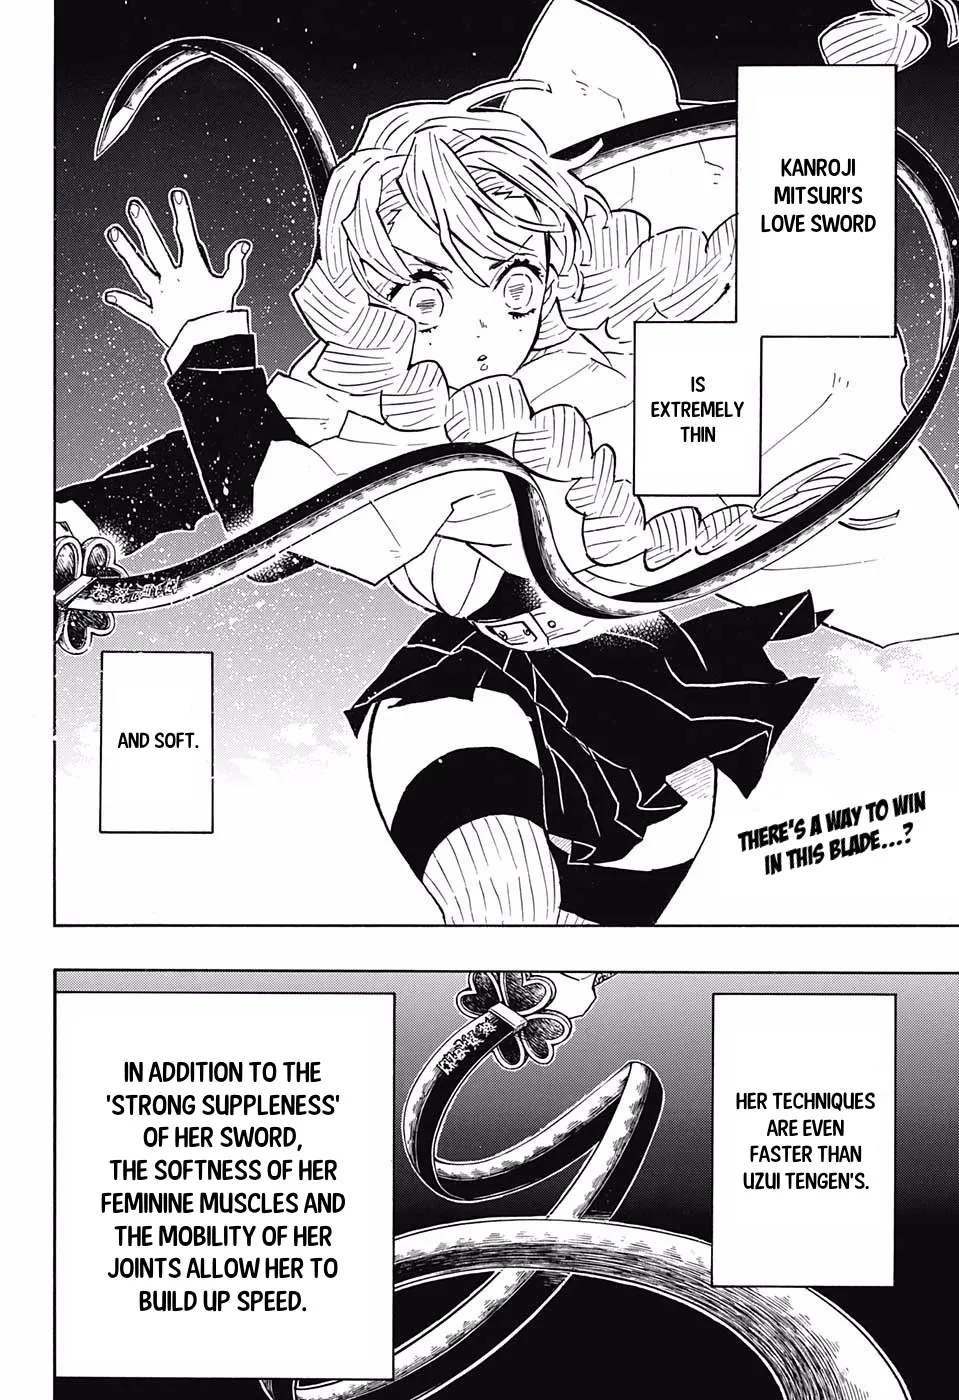 KANROJI
MITSURI'S
LOVE SWORD
IS
EXTREMELY
THIN
AND SOFT.
THERE'S A WAY TO WIN
IN THIS BLADE...?
HER TECHNIQUES
ARE EVEN
FASTER THAN
UZUI TENGEN'S.
IN ADDITION TO THE
'STRONG SUPPLENESS'
OF HER SWORD,
THE SOFTNESS OF HER
FEMININE MUSCLES AND
THE MOBILITY OF HER
JOINTS ALLOW HER TO
BUILD UP SPEED.